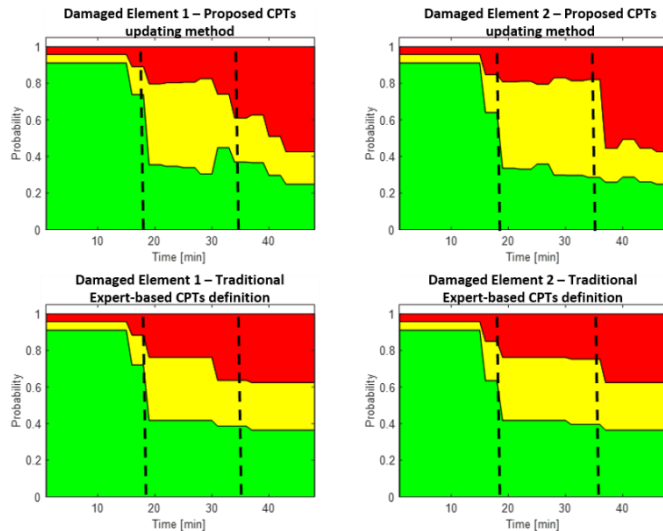 Damaged Element 1 – Proposed CPTs
updating method
1
0.8
0.6
0.4
0.2
0
Probability
10 20 30 40
Time [min]
Damaged Element 2 – Proposed CPTs
updating method
1
0.8
0.6
0.4
0.2
0
Probability
10 20 30 40
Time [min]
Damaged Element 1 – Traditional
Expert-based CPTs definition
1
0.8
0.6
0.4
0.2
0
Probability
10 20 30 40
Time [min]
Damaged Element 2 – Traditional
Expert-based CPTs definition
1
0.8
0.6
0.4
0.2
0
Probability
10 20 30 40
Time [min]